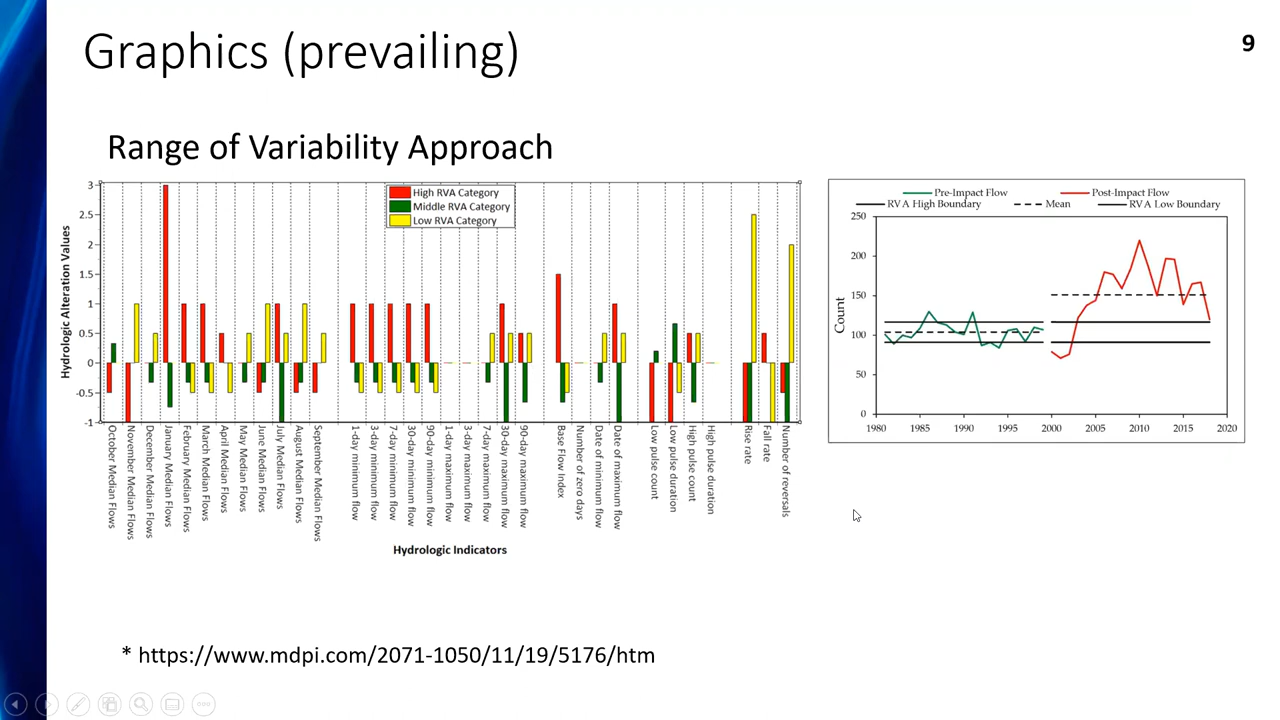 Graphics (prevailing)
9
Range of Variability Approach
High RVA Category
Middle RVA Category
Low RVA Category
Hydrologic Alteration Values
3
2.5
2
1.5
1
0.5
0
-0.5
-1
October Median Flows
November Median Flows
December Median Flows
January Median Flows
February Median Flows
March Median Flows
April Median Flows
May Median Flows
June Median Flows
July Median Flows
August Median Flows
September Median Flows
1-day minimum flow
3-day minimum flow
7-day minimum flow
30-day minimum flow
90-day minimum flow
1-day maximum flow
3-day maximum flow
7-day maximum flow
30-day maximum flow
90-day maximum flow
Base Flow Index
Number of zero days
Date of minimum flow
Date of maximum flow
Low pulse count
Low pulse duration
High pulse count
High pulse duration
Rise rate
Fall rate
Number of reversals
Hydrologic Indicators
Pre-Impact Flow Post-Impact Flow
RVA High Boundary Mean RVA Low Boundary
Count
250
200
150
100
50
0
1980 1985 1990 1995 2000 2005 2010 2015 2020
* https://www.mdpi.com/2071-1050/11/19/5176/htm